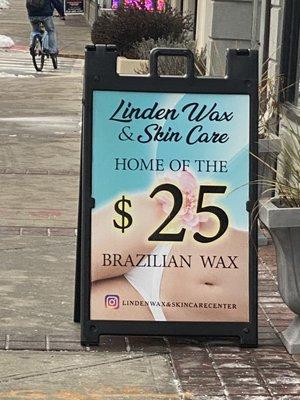 Linden Wax
& Skin Care
HOME OF THE
$25
BRAZILIAN WAX
LINDENWAX&SKINCARECENTER